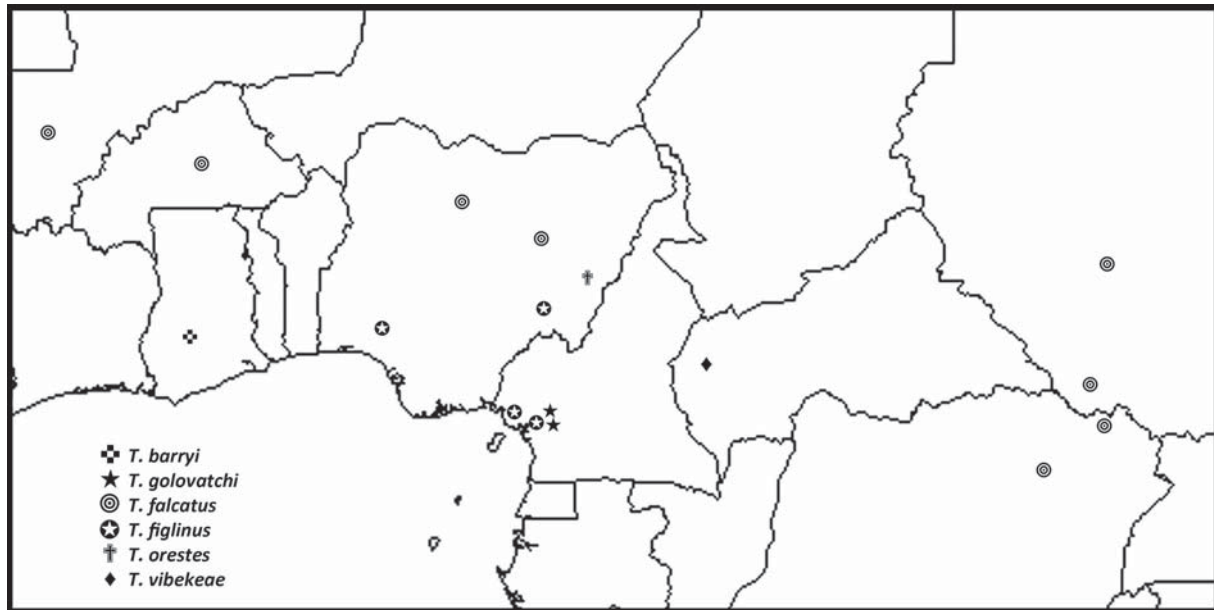 T. barryi
T. golovatchi
T. falcatus
T. figlinus
T. orestes
T. vibekeae